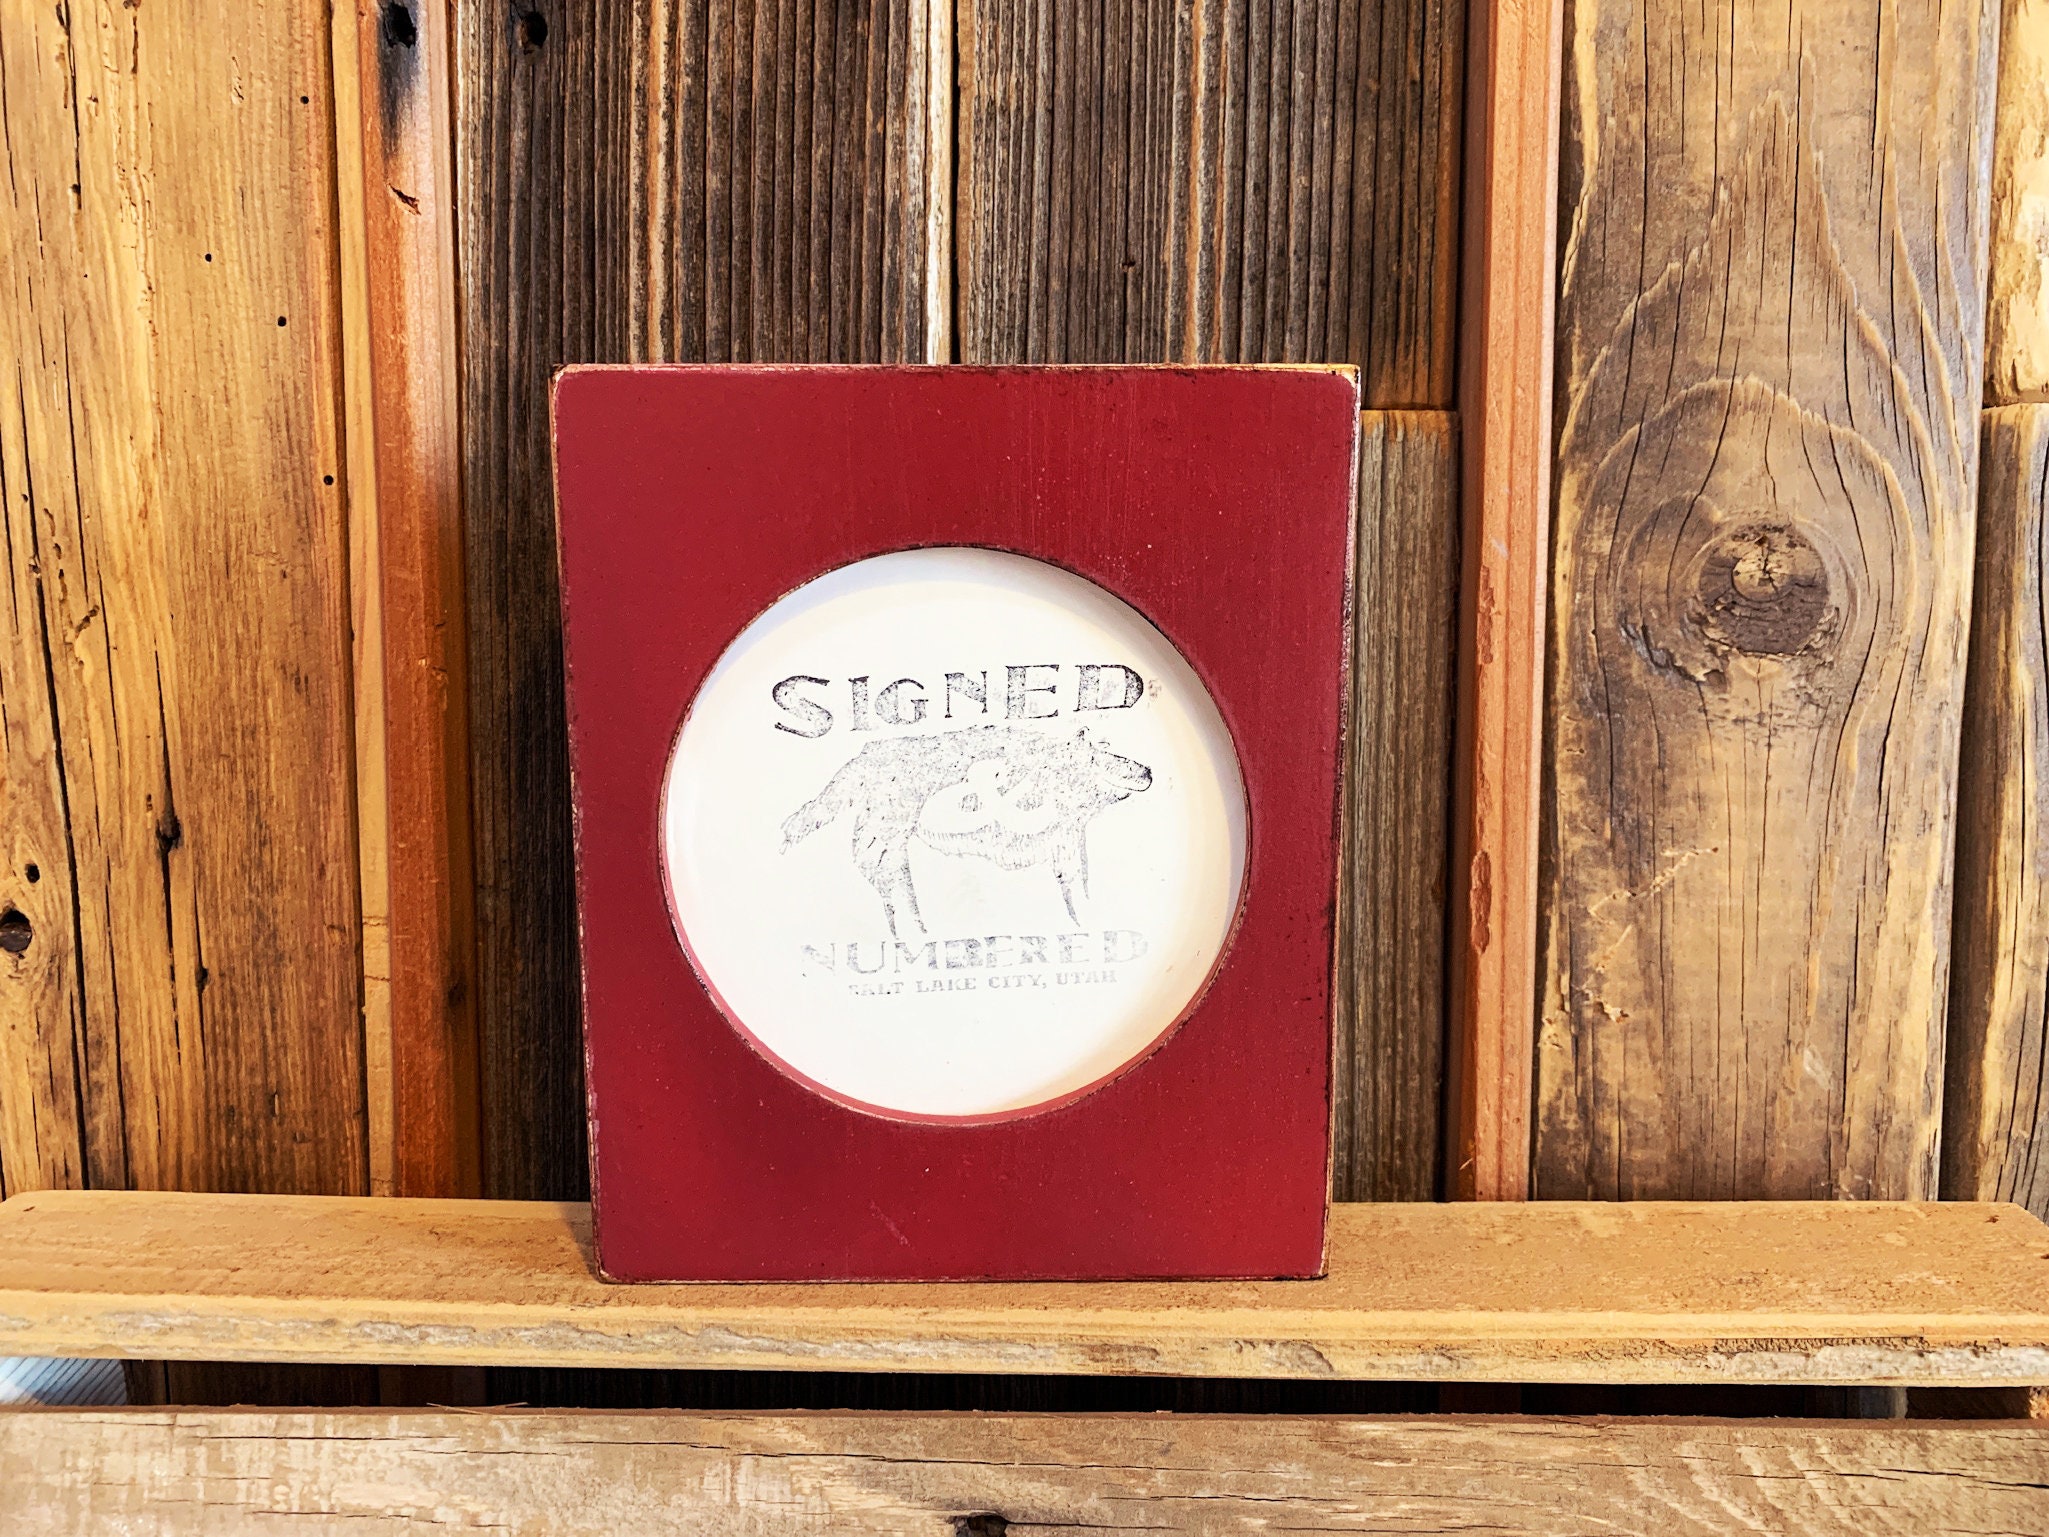 SIGNED
NUMBERED
SALT LAKE CITY, UTAH